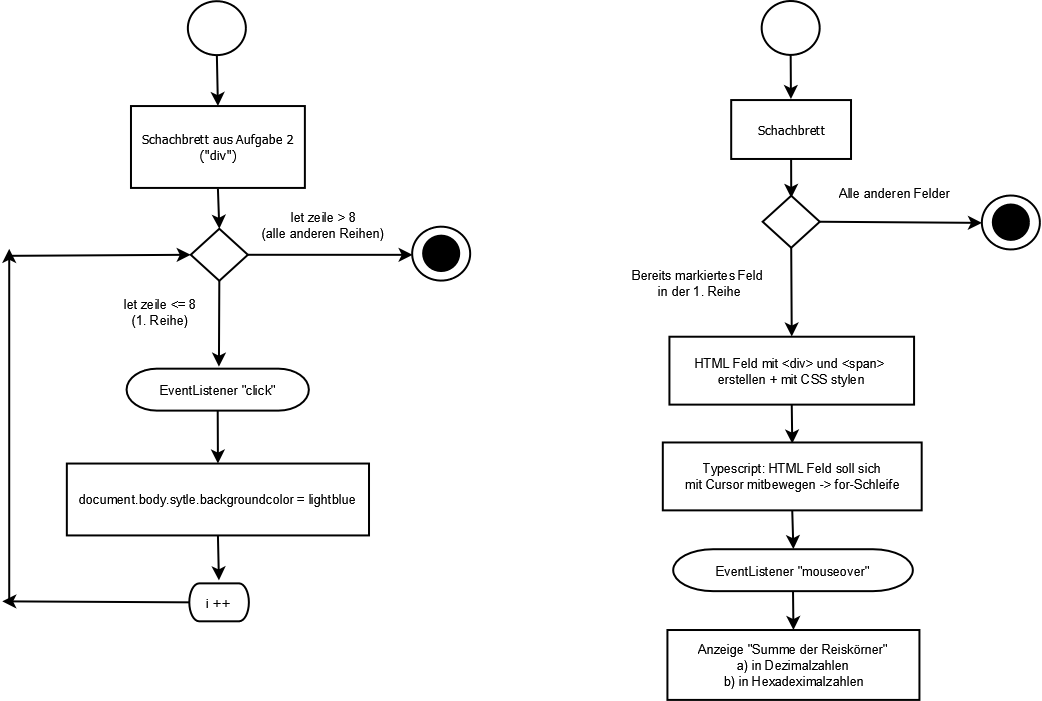 Schachbrett aus Aufgabe 2
("div")
let zeile > 8
(alle anderen Reihen)
let zeile <= 8
(1. Reihe)
EventListener "click"
document.body.sytle.backgroundcolor = lightblue
i ++
Schachbrett
Alle anderen Felder
Bereits markiertes Feld
in der 1. Reihe
HTML Feld mit <div> und <span>
erstellen + mit CSS stylen
Typescript: HTML Feld soll sich
mit Cursor mitbewegen -> for-Schleife
EventListener "mouseover"
Anzeige "Summe der Reiskörner"
a) in Dezimalzahlen
b) in Hexadeximalzahlen